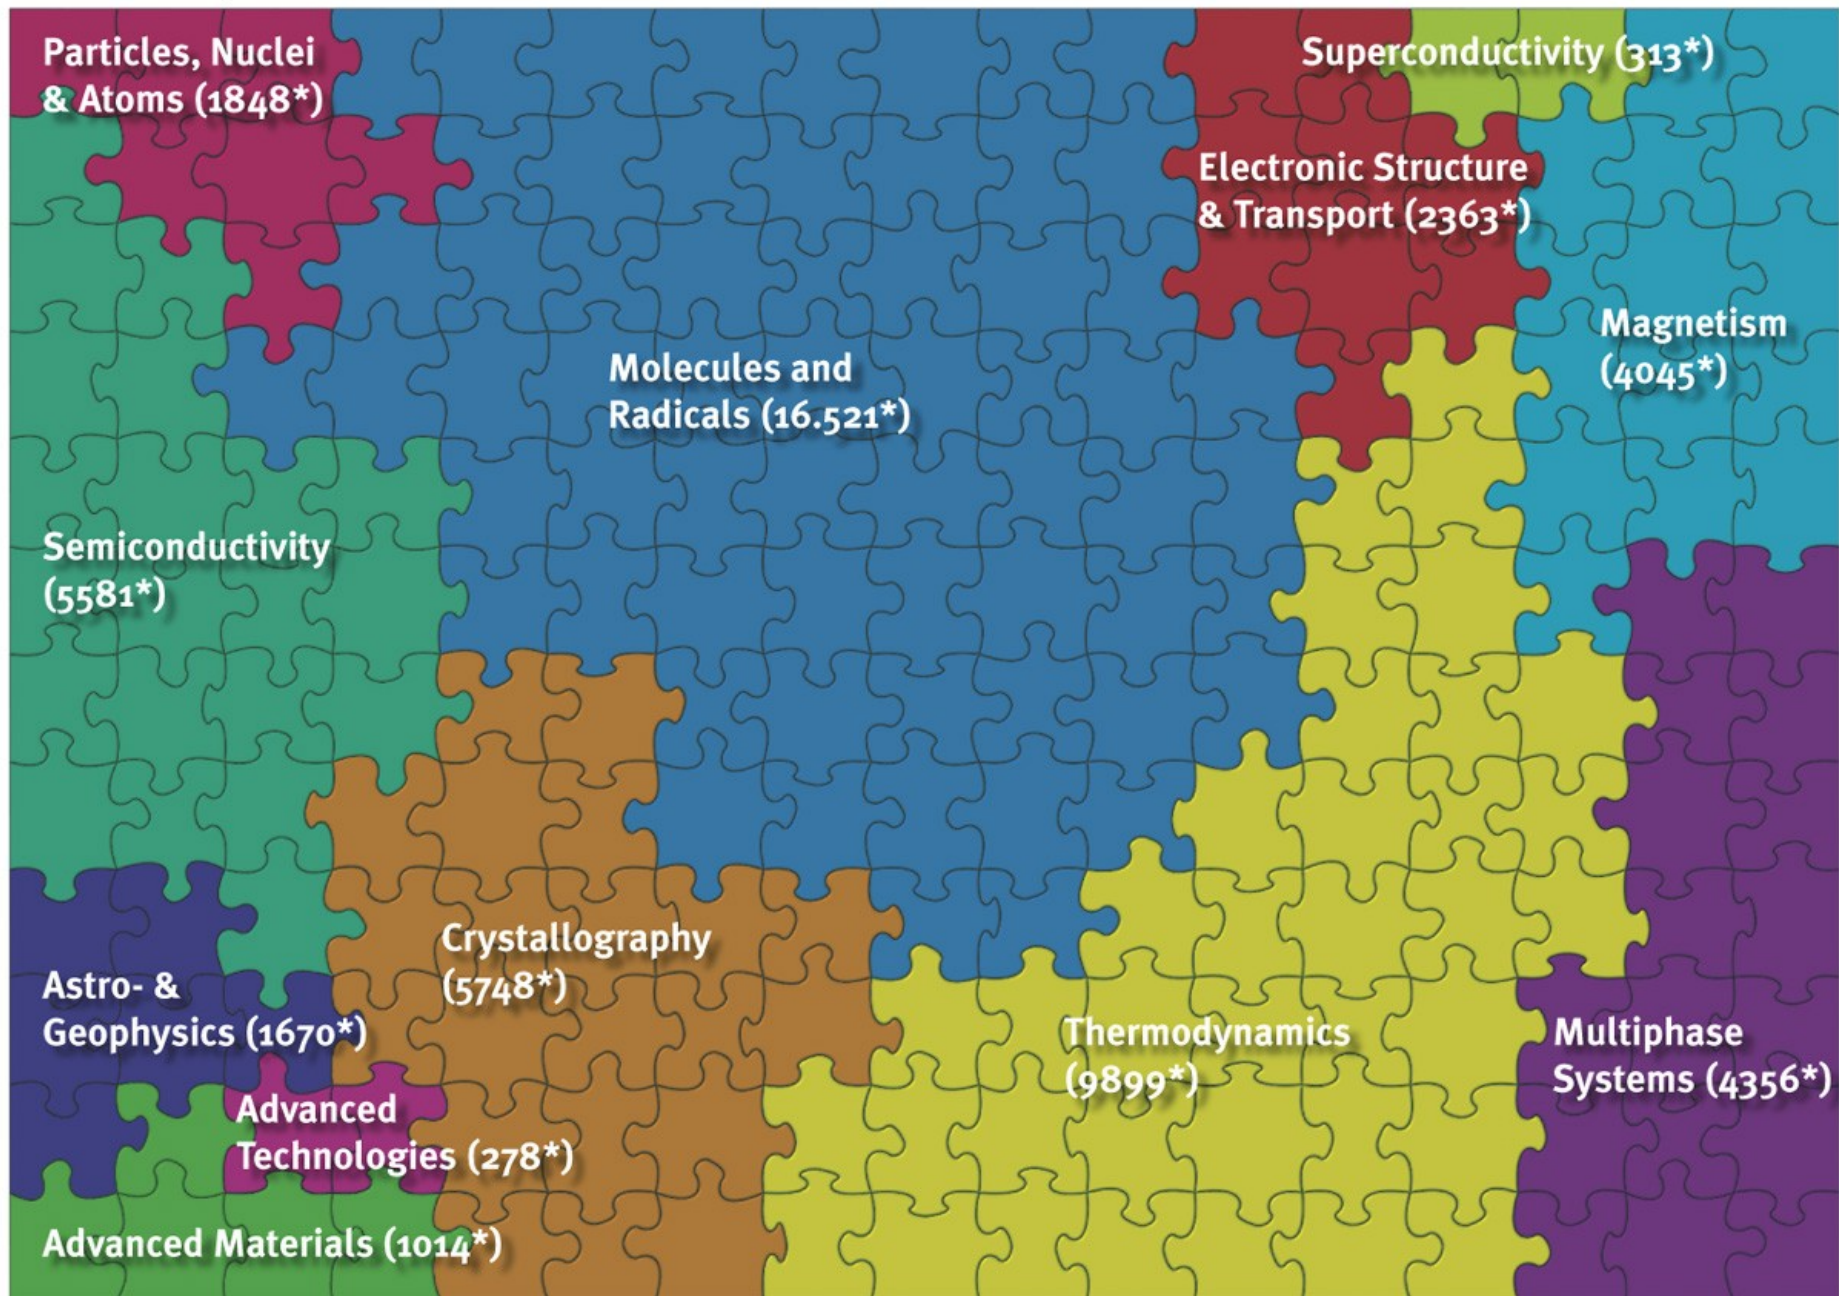 Particles, Nuclei
& Atoms (1848*)
Superconductivity (313*)
Electronic Structure
& Transport (2363*)
Magnetism
(4045*)
Molecules and
Radicals (16.521*)
Semiconductivity
(5581*)
Crystallography
(5748*)
Astro- &
Geophysics (1670*)
Thermodynamics
(9899*)
Multiphase
Systems (4356*)
Advanced
Technologies (278*)
Advanced Materials (1014*)